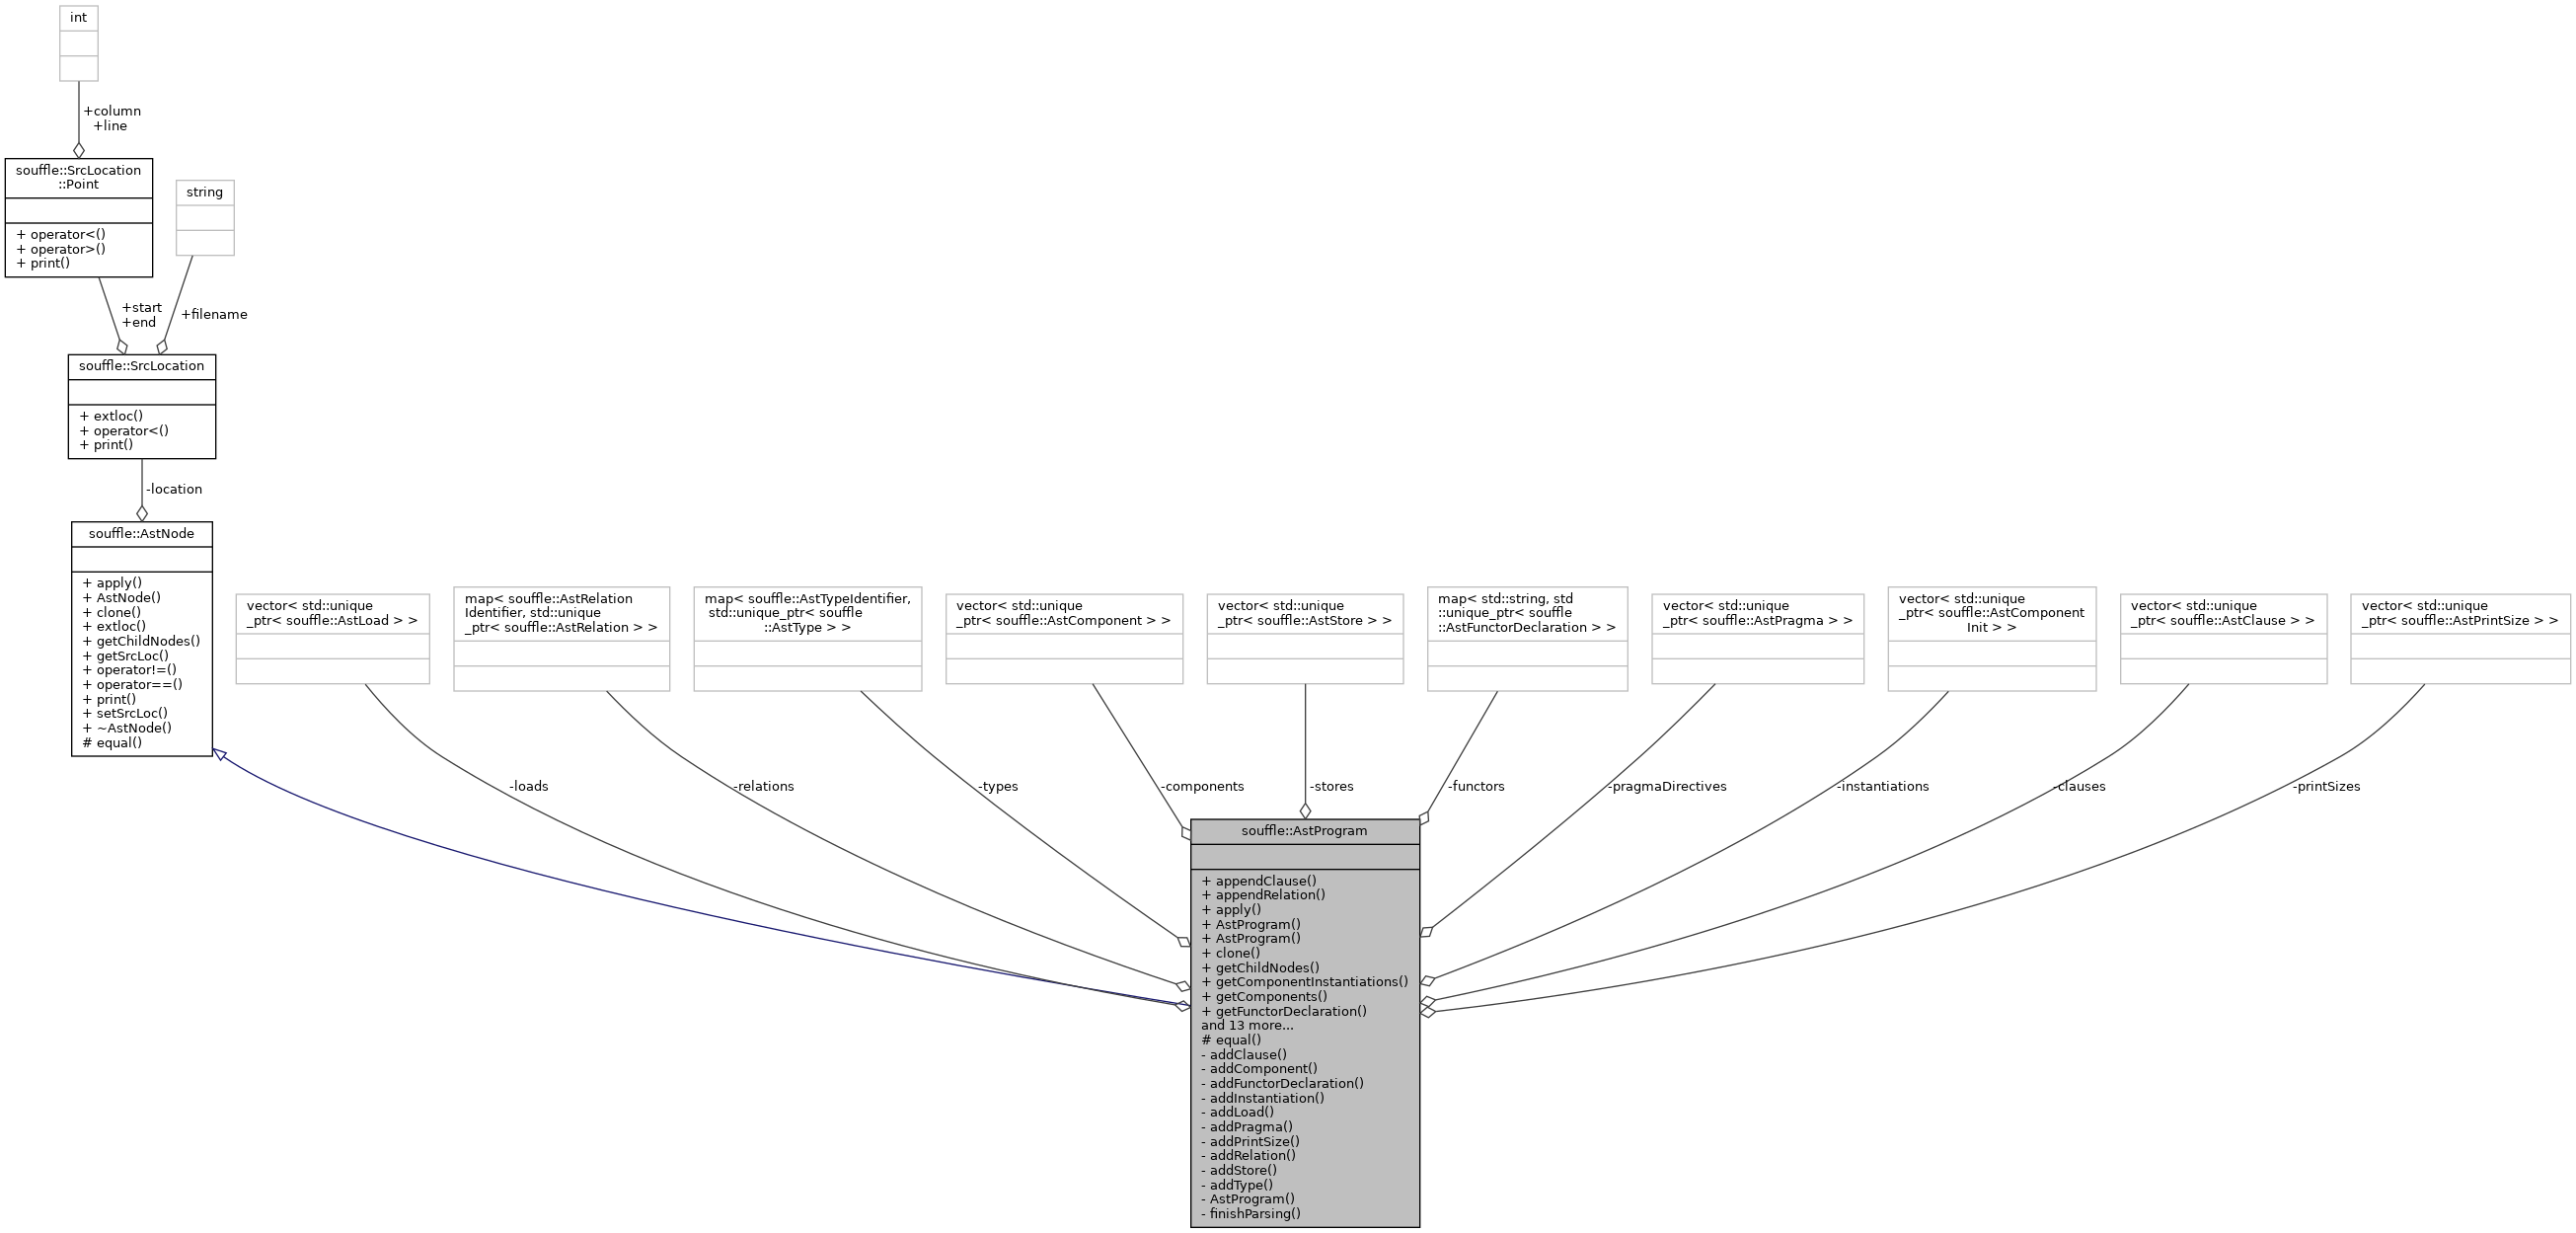 int
+column
+line
souffle::SrcLocation
::Point
+ operator<()
+ operator>()
+ print()
string
+start
+end
+filename
souffle::SrcLocation
+ extloc()
+ operator<()
+ print()
-location
souffle::AstNode
+ apply()
+ AstNode()
+ clone()
+ extloc()
+ getChildNodes()
+ getSrcLoc()
+ operator!=()
+ operator==()
+ print()
+ setSrcLoc()
+ ~AstNode()
# equal()
vector< std::unique
_ptr< souffle::AstLoad > >
map< souffle::AstRelation
Identifier, std::unique
_ptr< souffle::AstRelation > >
map< souffle::AstTypeIdentifier,
std::unique_ptr< souffle
::AstType > >
vector< std::unique
_ptr< souffle::AstComponent > >
vector< std::unique
_ptr< souffle::AstStore > >
map< std::string, std
::unique_ptr< souffle
::AstFunctorDeclaration > >
vector< std::unique
_ptr< souffle::AstPragma > >
vector< std::unique
_ptr< souffle::AstComponent
Init > >
vector< std::unique
_ptr< souffle::AstClause > >
vector< std::unique
_ptr< souffle::AstPrintSize > >
-loads
-relations
-types
-components
-stores
-functors
-pragmaDirectives
-instantiations
-clauses
-printSizes
souffle::AstProgram
+ appendClause()
+ appendRelation()
+ apply()
+ AstProgram()
+ AstProgram()
+ clone()
+ getChildNodes()
+ getComponentInstantiations()
+ getComponents()
+ getFunctorDeclaration()
and 13 more...
# equal()
- addClause()
- addComponent()
- addFunctorDeclaration()
- addInstantiation()
- addLoad()
- addPragma()
- addPrintSize()
- addRelation()
- addStore()
- addType()
- AstProgram()
- finishParsing()